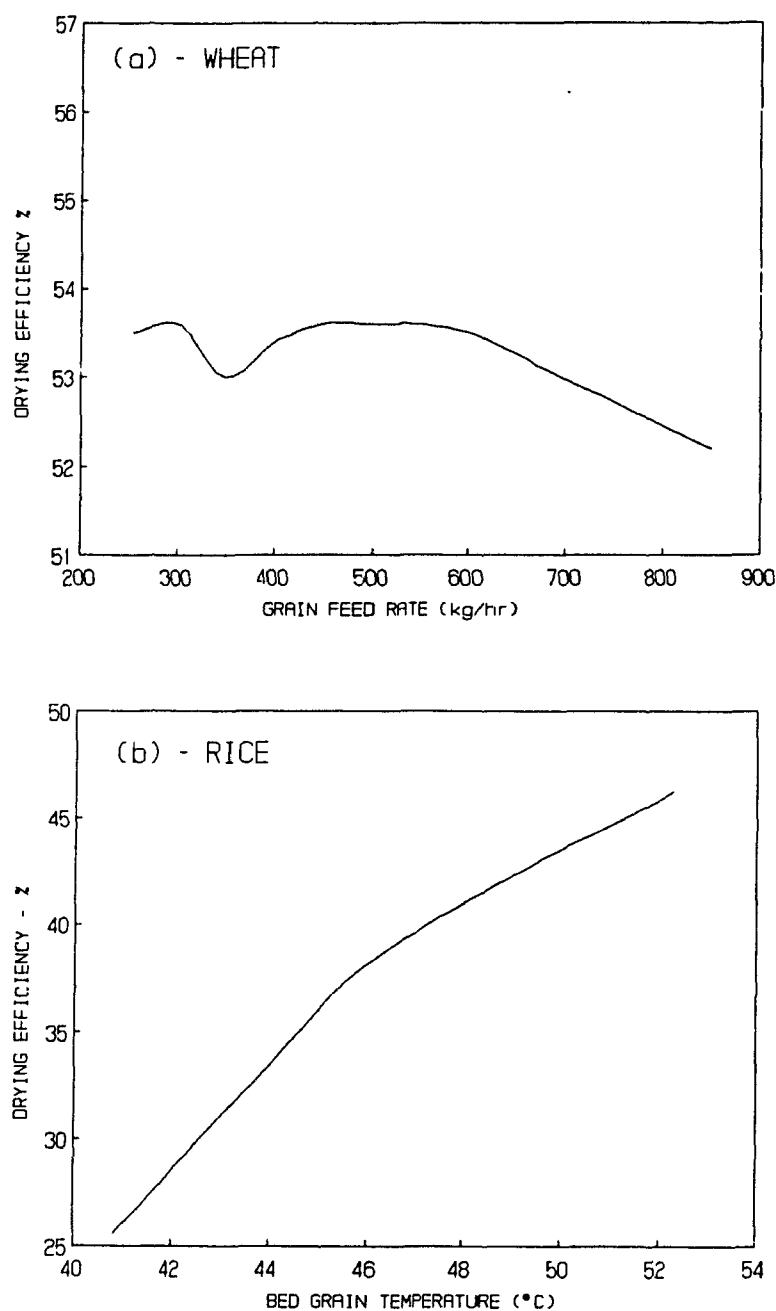 57
(a) - WHEAT
56
55
54
53
52
51
DRYING EFFICIENCY %
200 300 400 500 600 700 800 900
GRAIN FEED RATE (kg/hr)
50
(b) - RICE
45
40
35
30
25
DRYING EFFICIENCY - %
40 42 44 46 48 50 52 54
BED GRAIN TEMPERATURE (°C)